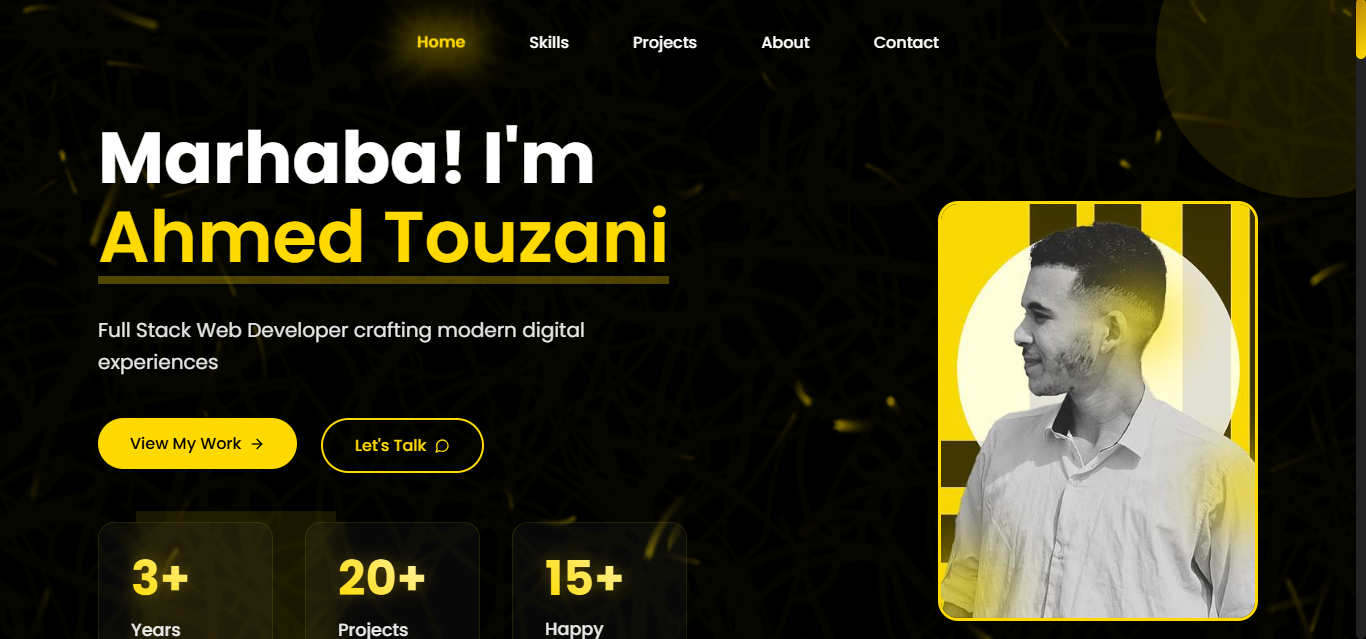 Home Skills Projects About Contact
Marhaba! I'm
Ahmed Touzani
Full Stack Web Developer crafting modern digital
experiences
View My Work
Let's Talk
3+
Years
20+
Projects
15+
Happy